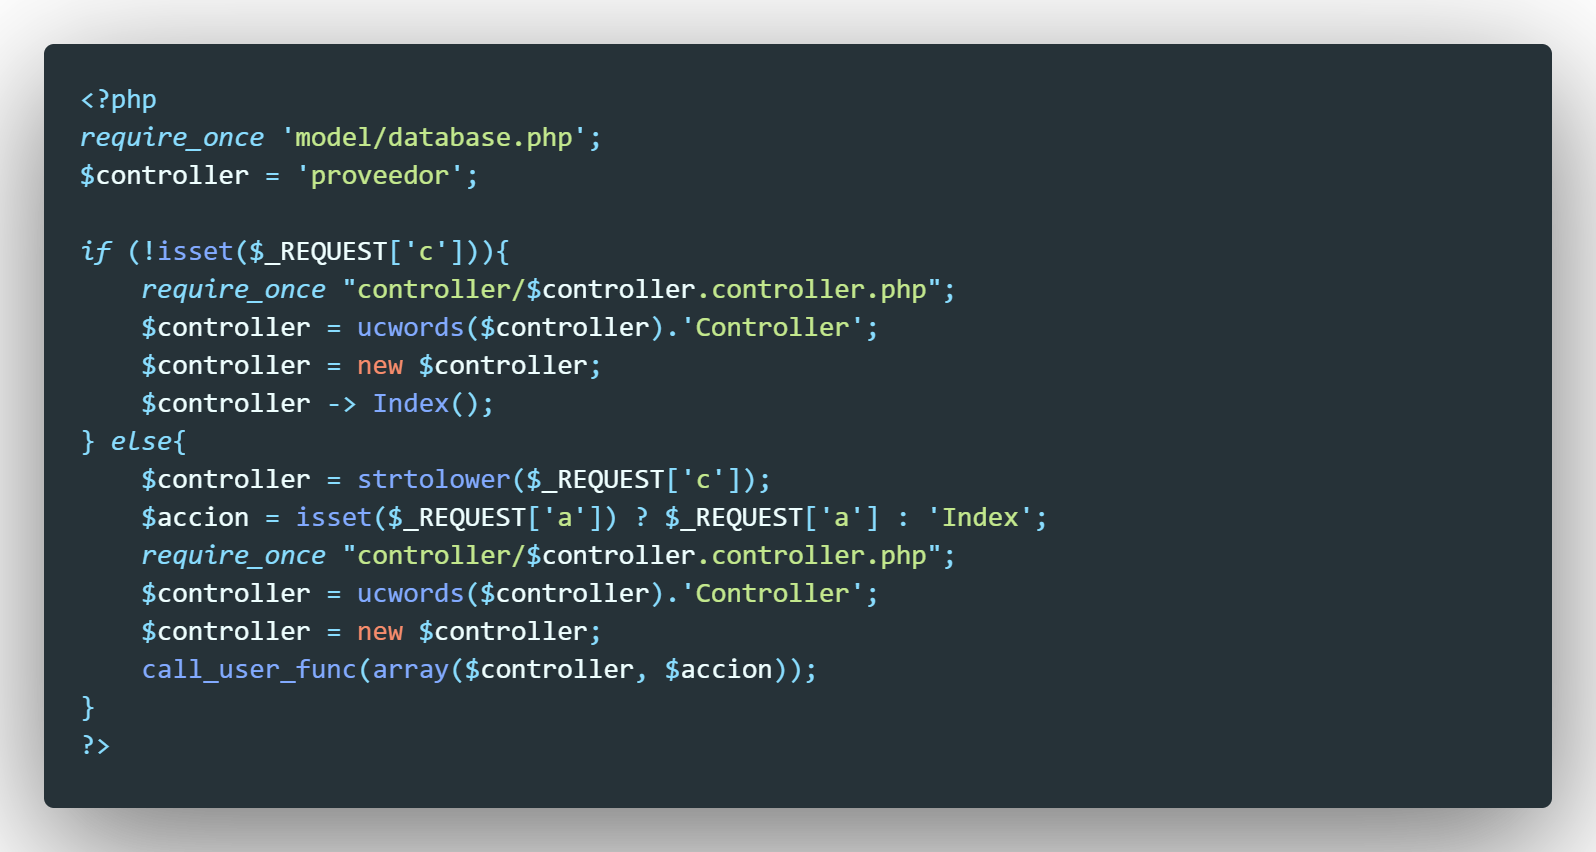 <?php
require_once 'model/database.php';
$controller = 'proveedor';
if (!isset($_REQUEST['c'])){
    require_once "controller/$controller.controller.php";
    $controller = ucwords($controller).'Controller';
    $controller = new $controller;
    $controller -> Index();
} else{
    $controller = strtolower($_REQUEST['c']);
    $accion = isset($_REQUEST['a']) ? $_REQUEST['a'] : 'Index';
    require_once "controller/$controller.controller.php";
    $controller = ucwords($controller).'Controller';
    $controller = new $controller;
    call_user_func(array($controller, $accion));
}
?>